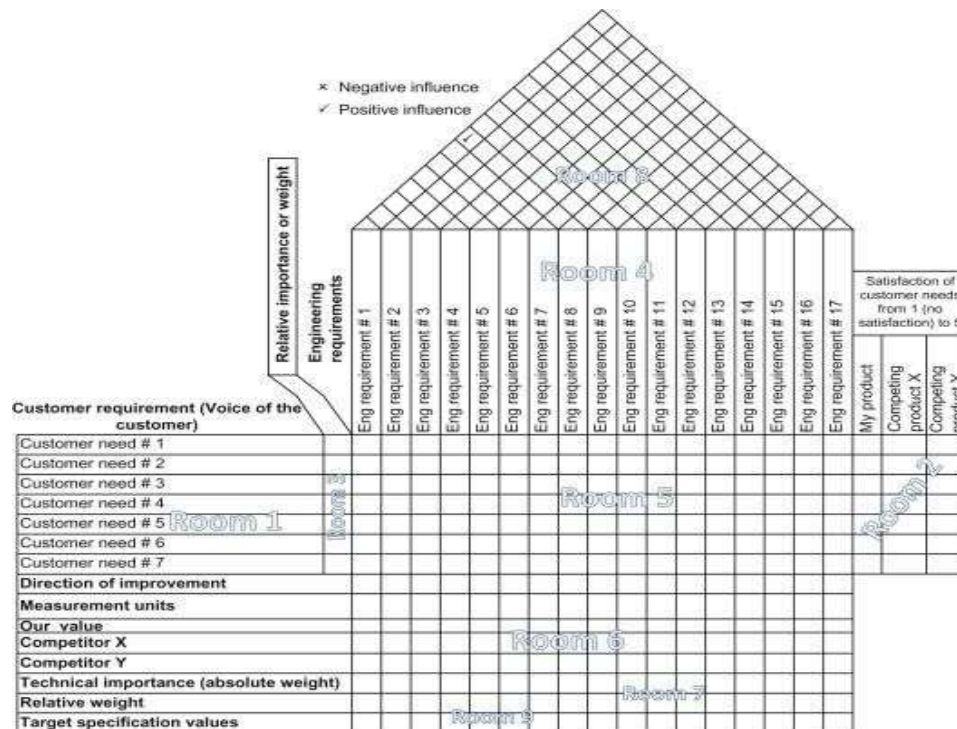 × Negative influence
✓ Positive influence
Room 8
Relative importance or weight
Engineering
requirements
Room 4
Eng requirement # 1
Eng requirement # 2
Eng requirement # 3
Eng requirement # 4
Eng requirement # 5
Eng requirement # 6
Eng requirement # 7
Eng requirement # 8
Eng requirement # 9
Eng requirement # 10
Eng requirement # 11
Eng requirement # 12
Eng requirement # 13
Eng requirement # 14
Eng requirement # 15
Eng requirement # 16
Eng requirement # 17
Satisfaction of
customer needs
from 1 (no
satisfaction) to 5
My product
Competing
product X
Competing
product Y
Customer requirement (Voice of the
customer)
Customer need # 1
Customer need # 2
Customer need # 3
Customer need # 4
Customer need # 5
Customer need # 6
Customer need # 7
Room 1
Room 3
Room 5
Room 2
Direction of improvement
Measurement units
Our value
Competitor X
Room 6
Competitor Y
Technical importance (absolute weight)
Room 7
Relative weight
Room 9
Target specification values